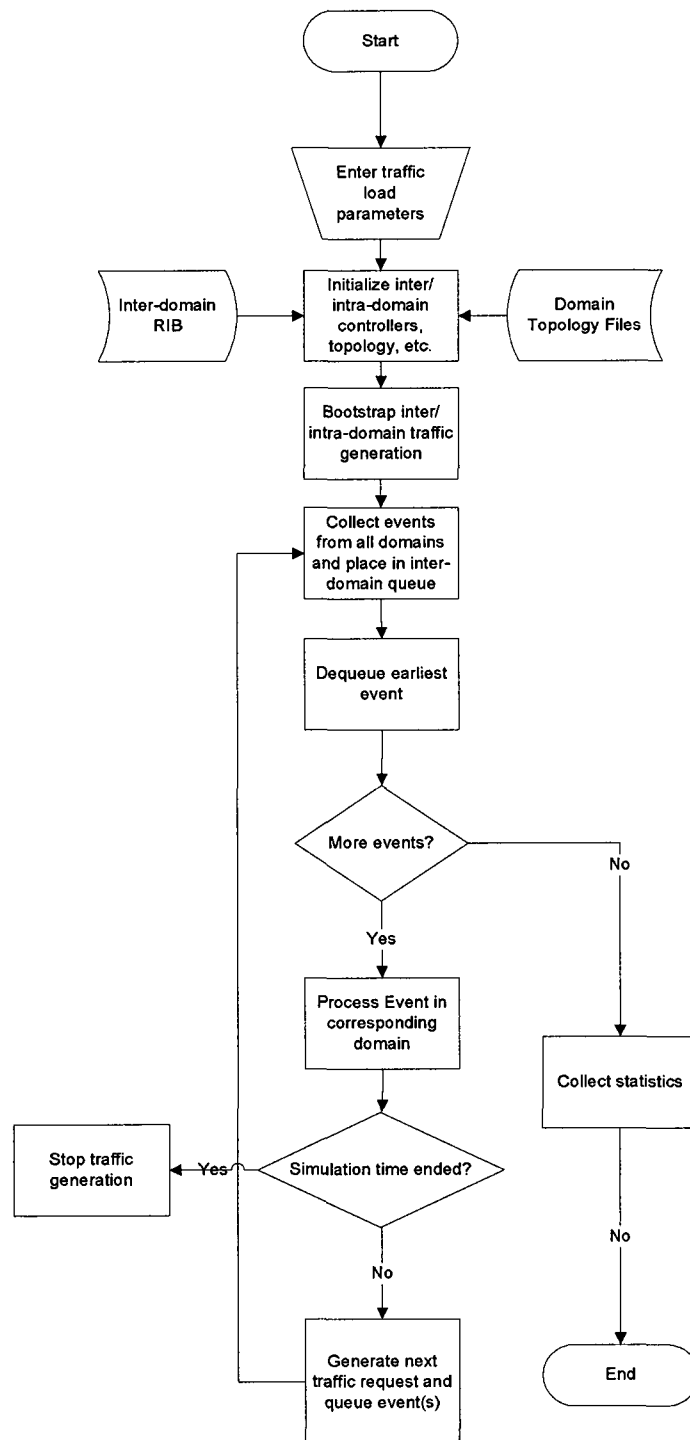 Start
Enter traffic
load
parameters
Inter-domain
RIB
Initialize inter/
intra-domain
controllers,
topology, etc.
Domain
Topology Files
Bootstrap inter/
intra-domain traffic
generation
Collect events
from all domains
and place in inter-
domain queue
Dequeue earliest
event
More events?
No
Yes
Process Event in
corresponding
domain
Collect statistics
Stop traffic
generation
Yes
Simulation time ended?
No
No
Generate next
traffic request and
queue event(s)
End